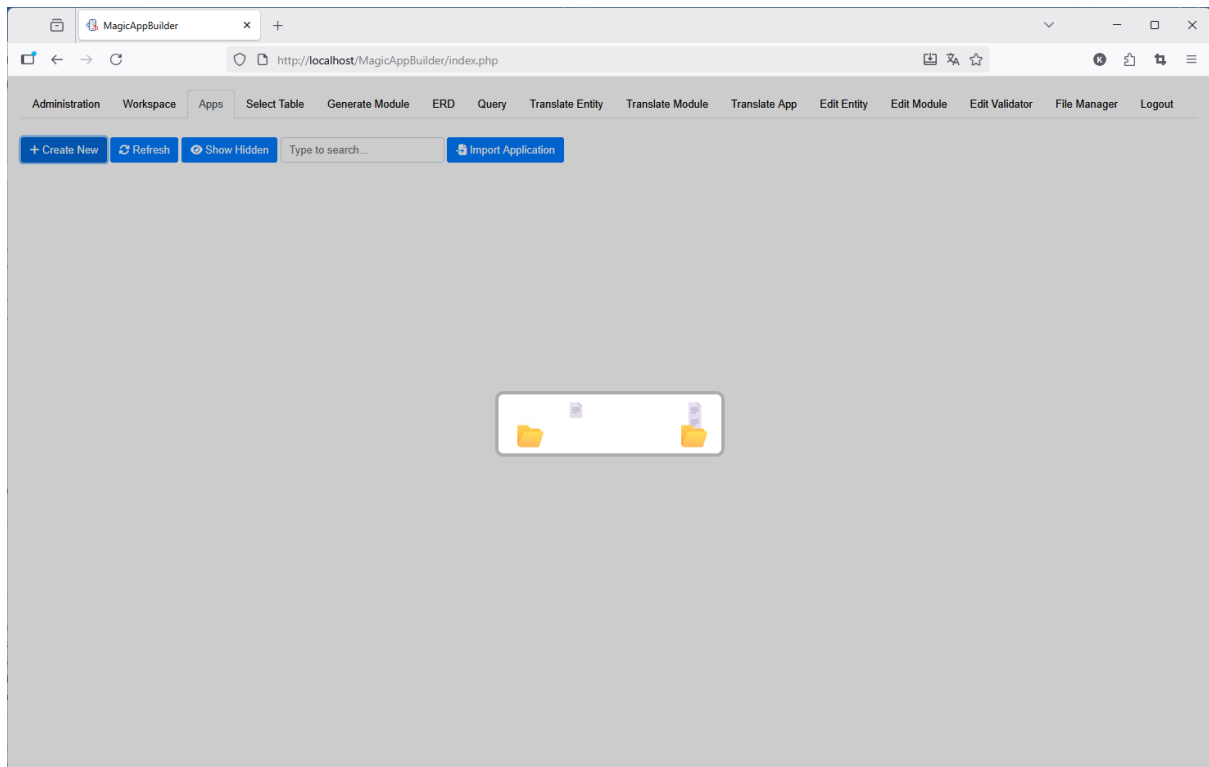 MagicAppBuilder
http://localhost/MagicAppBuilder/index.php
K
Administration Workspace Apps Select Table Generate Module ERD Query Translate Entity Translate Module Translate App Edit Entity Edit Module Edit Validator File Manager Logout
+ Create New Refresh Show Hidden Type to search... Import Application